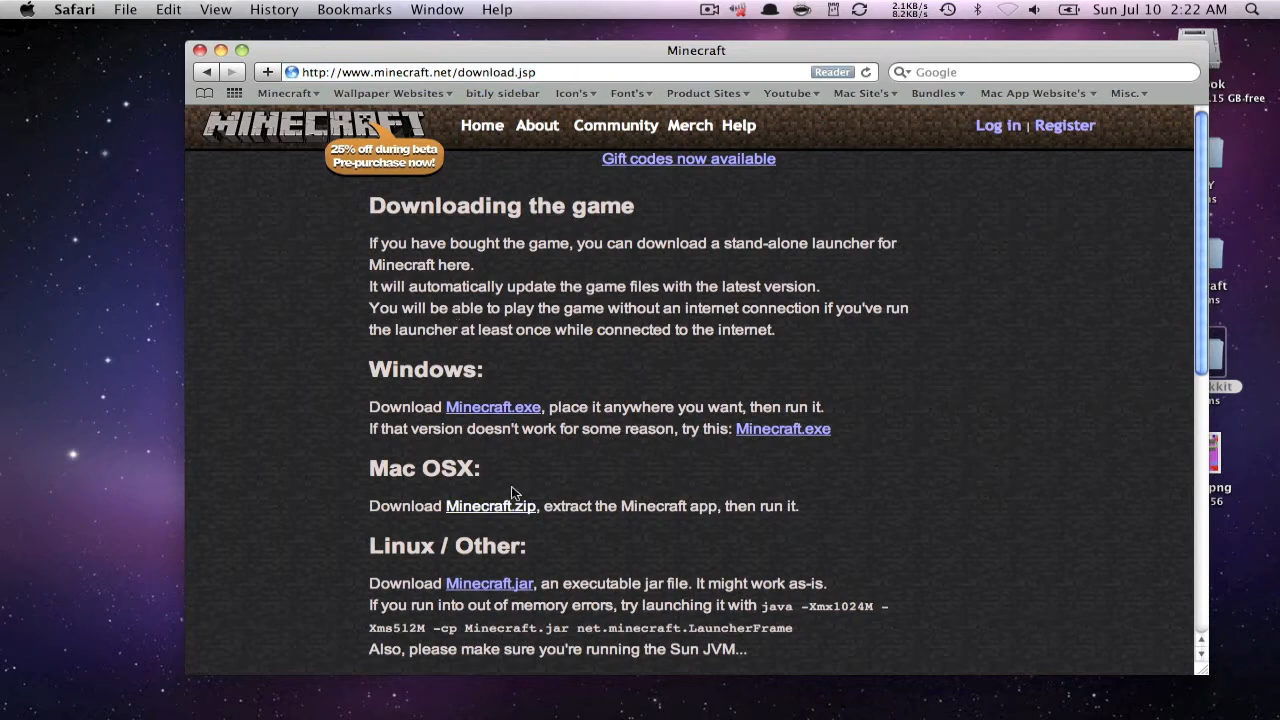 Safari File Edit View History Bookmarks Window Help 2.1KB/s 8.2KB/s Sun Jul 10 2:22 AM
Minecraft
http://www.minecraft.net/download.jsp Reader Google
Minecraft Wallpaper Websites bit.ly sidebar Icon's Font's Product Sites Youtube Mac Site's Bundles Mac App Website's Misc.
MINECRAFT Home About Community Merch Help Log in | Register
25% off during beta
Pre-purchase now!
Gift codes now available
Downloading the game
If you have bought the game, you can download a stand-alone launcher for
Minecraft here.
It will automatically update the game files with the latest version.
You will be able to play the game without an internet connection if you've run
the launcher at least once while connected to the internet.
Windows:
Download Minecraft.exe, place it anywhere you want, then run it.
If that version doesn't work for some reason, try this: Minecraft.exe
Mac OSX:
Download Minecraft.zip, extract the Minecraft app, then run it.
Linux / Other:
Download Minecraft.jar, an executable jar file. It might work as-is.
If you run into out of memory errors, try launching it with java -Xmx1024M -
Xms512M -cp Minecraft.jar net.minecraft.LauncherFrame
Also, please make sure you're running the Sun JVM...
ook
.15 GB free
Y
ns
raft
ns
kkit
ns
png
56